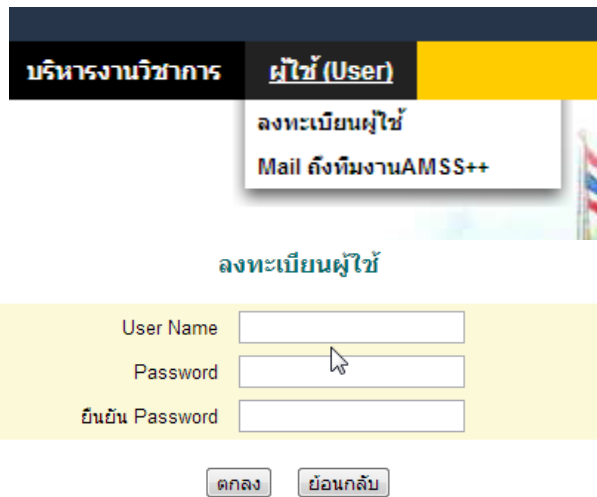 บริหารงานวิชาการ ผู้ใช้ (User)
ลงทะเบียนผู้ใช้
Mail ถึงทีมงานAMSS++
ลงทะเบียนผู้ใช้
User Name
Password
ยืนยัน Password
ตกลง ย้อนกลับ